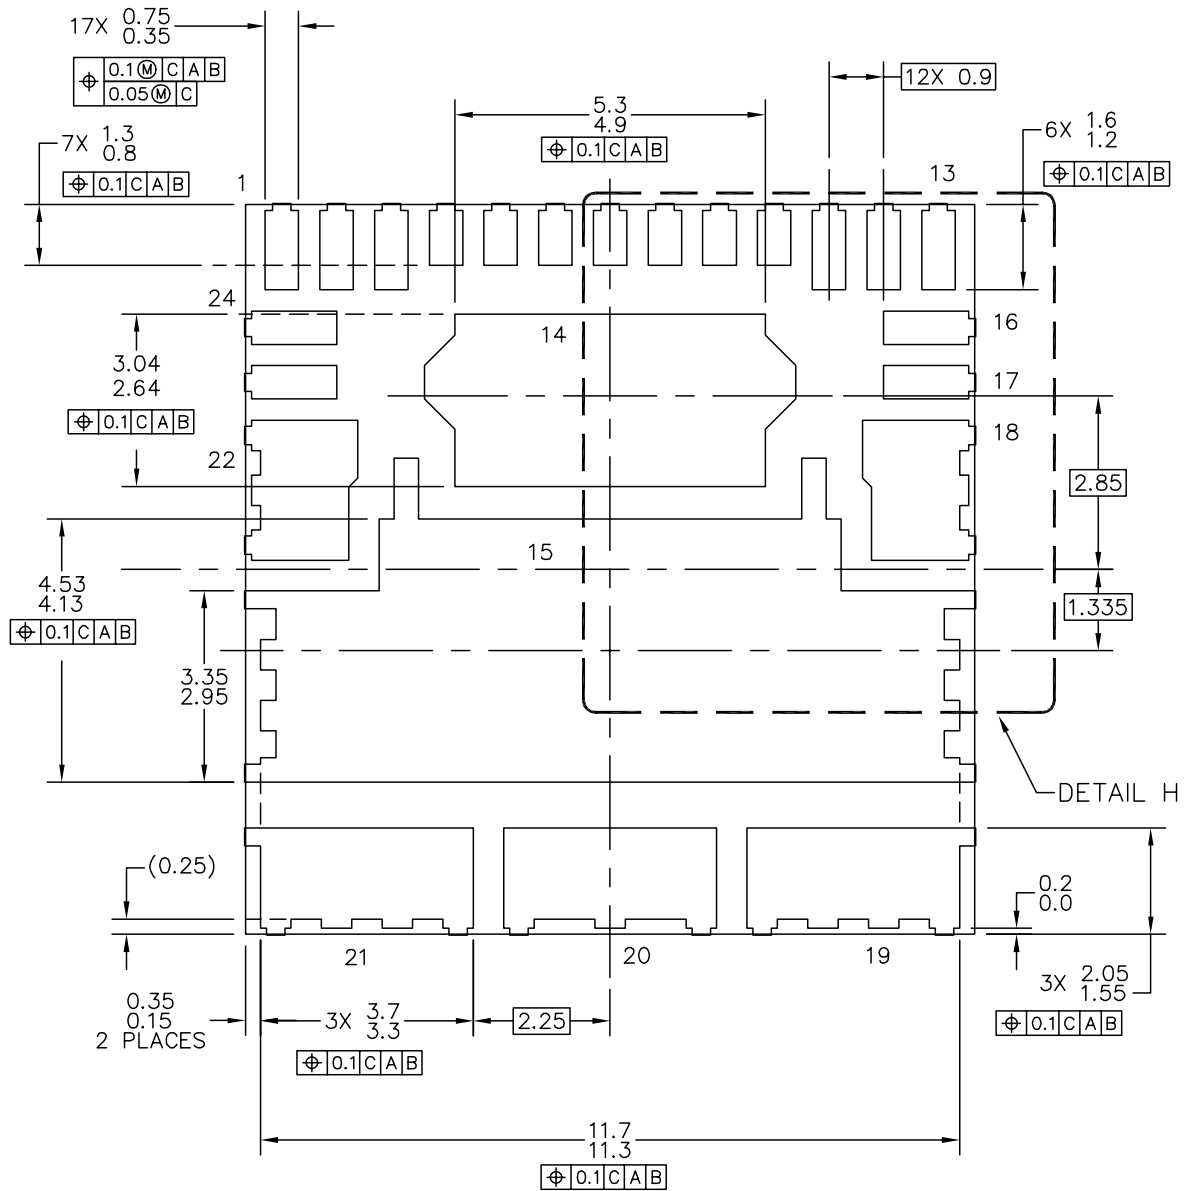 17X 0.75
0.35
⌖ 0.1Ⓜ C A B
0.05Ⓜ C
12X 0.9
5.3
4.9
⌖ 0.1 C A B
7X 1.3
0.8
⌖ 0.1 C A B
6X 1.6
1.2
⌖ 0.1 C A B
1
13
24
14
16
3.04
2.64
⌖ 0.1 C A B
17
22
18
2.85
15
4.53
4.13
⌖ 0.1 C A B
1.335
3.35
2.95
DETAIL H
(0.25)
0.2
0.0
21
20
19
3X 2.05
1.55
⌖ 0.1 C A B
0.35
0.15
2 PLACES
3X 3.7
3.3
⌖ 0.1 C A B
2.25
11.7
11.3
⌖ 0.1 C A B